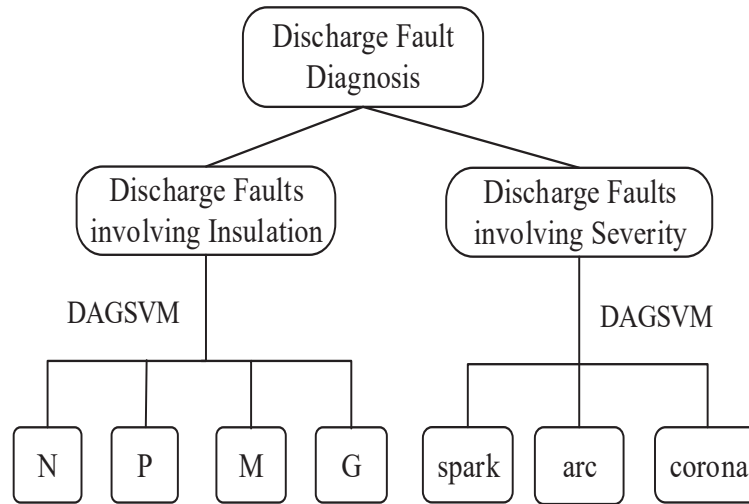 Discharge Fault
Diagnosis
Discharge Faults
involving Insulation
Discharge Faults
involving Severity
DAGSVM
DAGSVM
N
P
M
G
spark
arc
corona